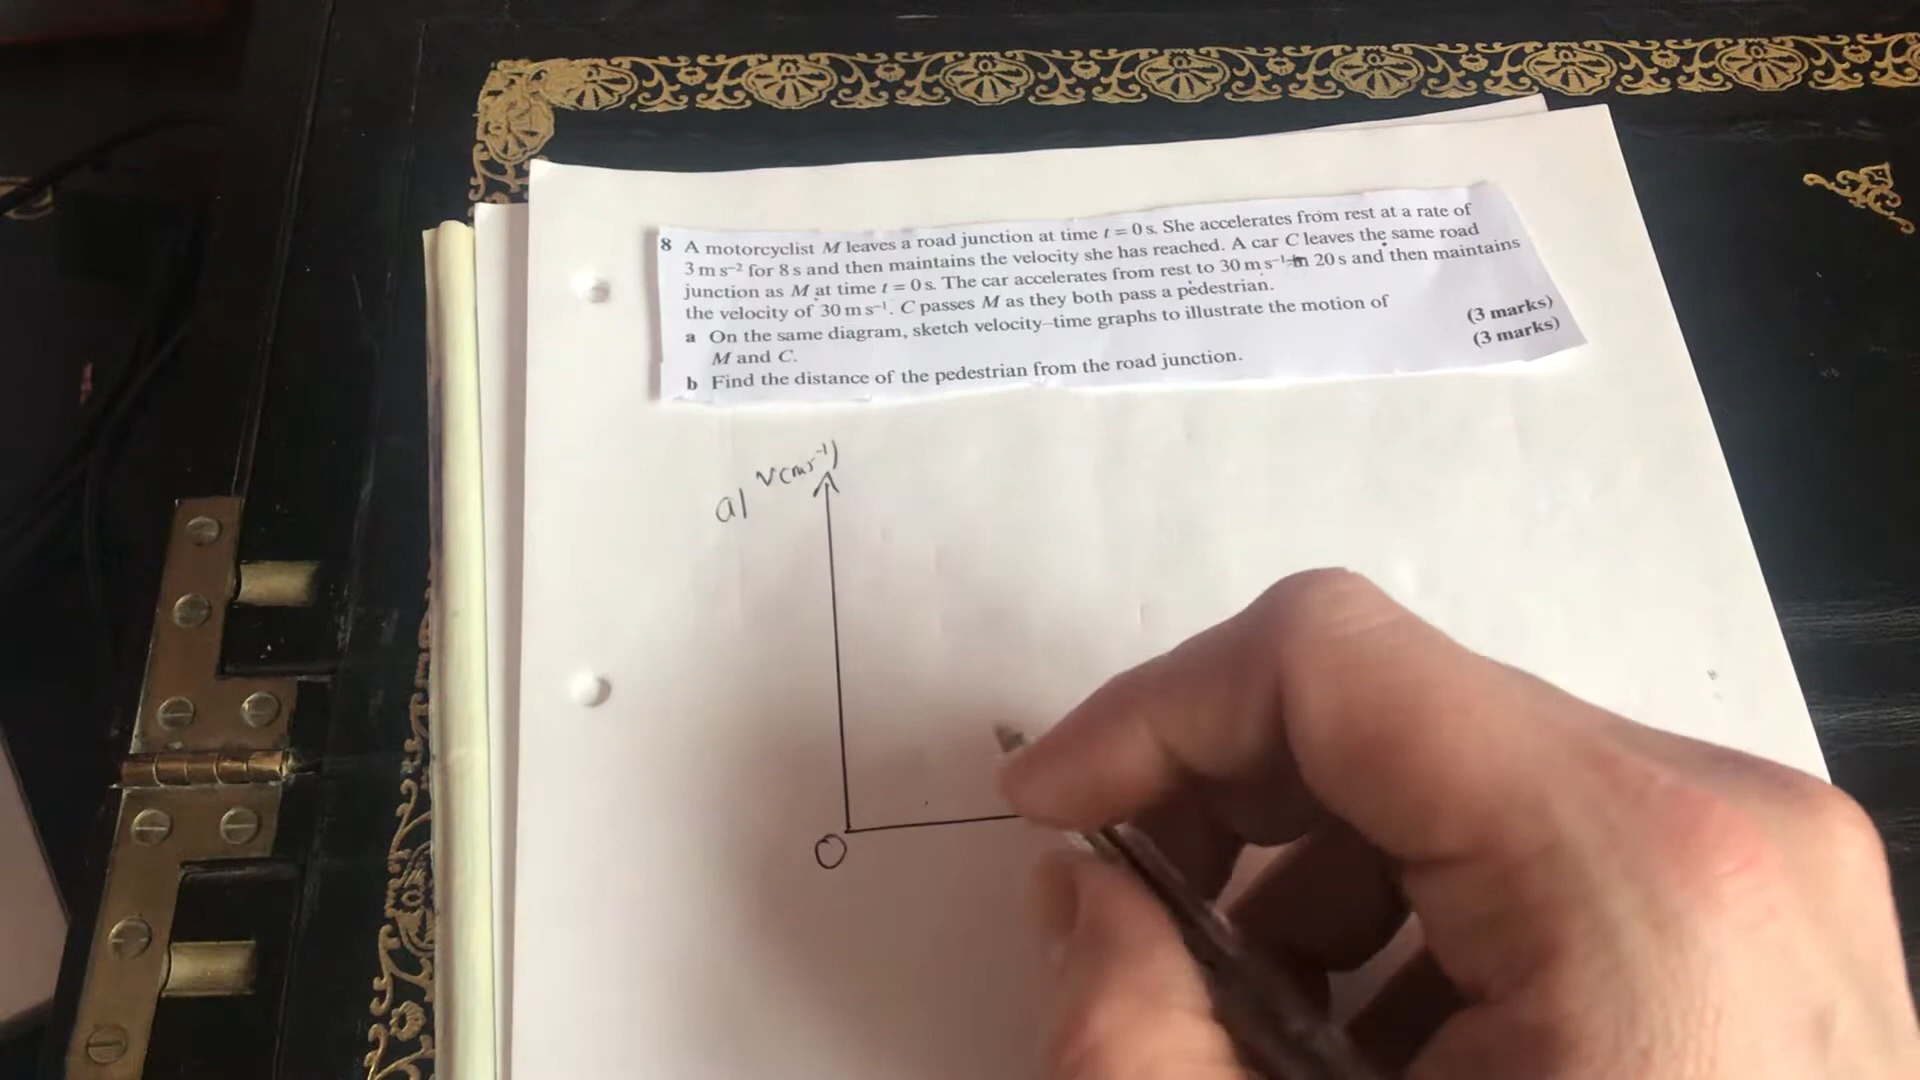 8 A motorcyclist M leaves a road junction at time t = 0 s. She accelerates from rest at a rate of
3 m s⁻² for 8 s and then maintains the velocity she has reached. A car C leaves the same road
junction as M at time t = 0 s. The car accelerates from rest to 30 m s⁻¹ in 20 s and then maintains
the velocity of 30 m s⁻¹. C passes M as they both pass a pedestrian.
a On the same diagram, sketch velocity–time graphs to illustrate the motion of
M and C. (3 marks)
b Find the distance of the pedestrian from the road junction. (3 marks)
a) v(ms⁻¹)
O